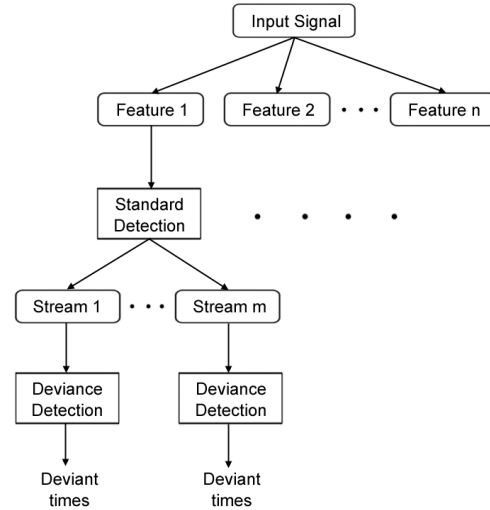 Input Signal
Feature 1
Feature 2
Feature n
Standard
Detection
Stream 1
Stream m
Deviance
Detection
Deviance
Detection
Deviant
times
Deviant
times